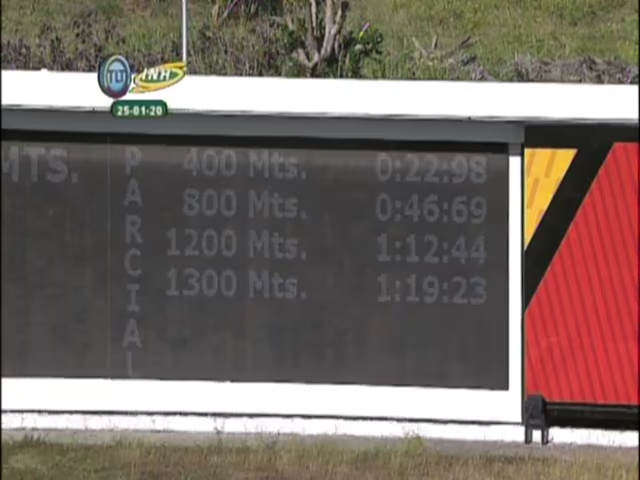 TLT INH
25-01-20
MTS.
PARCIAL
400 Mts. 0:22:98
800 Mts. 0:46:69
1200 Mts. 1:12:44
1300 Mts. 1:19:23